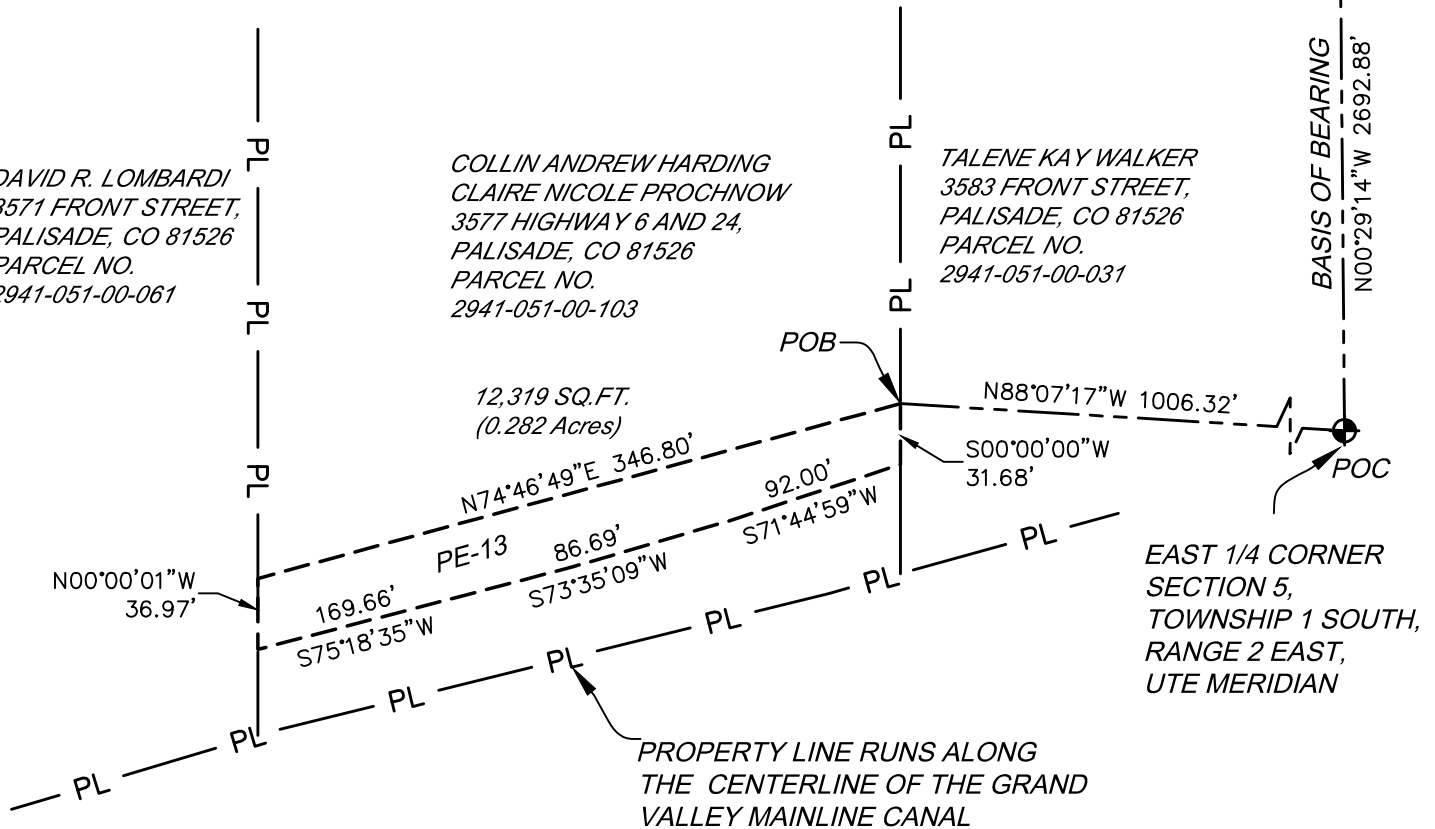 BASIS OF BEARING
N00°29'14"W 2692.88'
PL
PL
PL
PL
PL
DAVID R. LOMBARDI
3571 FRONT STREET,
PALISADE, CO 81526
PARCEL NO.
2941-051-00-061
COLLIN ANDREW HARDING
CLAIRE NICOLE PROCHNOW
3577 HIGHWAY 6 AND 24,
PALISADE, CO 81526
PARCEL NO.
2941-051-00-103
TALENE KAY WALKER
3583 FRONT STREET,
PALISADE, CO 81526
PARCEL NO.
2941-051-00-031
POB
12,319 SQ.FT.
(0.282 Acres)
N88°07'17"W 1006.32'
S00°00'00"W
31.68'
POC
N74°46'49"E 346.80'
92.00'
S71°44'59"W
PE-13
86.69'
S73°35'09"W
169.66'
S75°18'35"W
N00°00'01"W
36.97'
EAST 1/4 CORNER
SECTION 5,
TOWNSHIP 1 SOUTH,
RANGE 2 EAST,
UTE MERIDIAN
PL
PL
PL
PL
PL
PL
PL
PROPERTY LINE RUNS ALONG
THE CENTERLINE OF THE GRAND
VALLEY MAINLINE CANAL